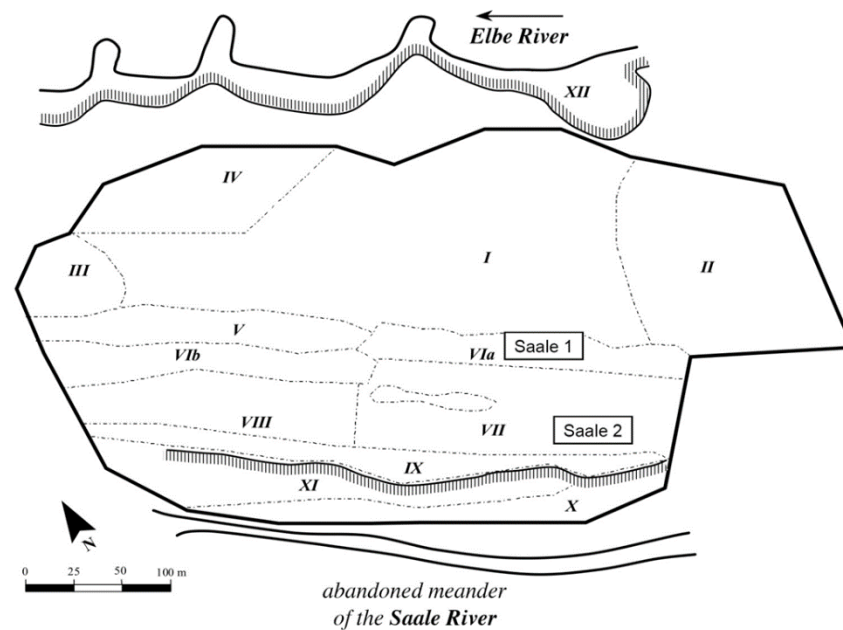 Elbe River
XII
IV
I
II
III
V
Saale 1
VIb
VIa
VIII
VII
Saale 2
IX
XI
X
N
0 25 50 100 m
abandoned meander
of the Saale River